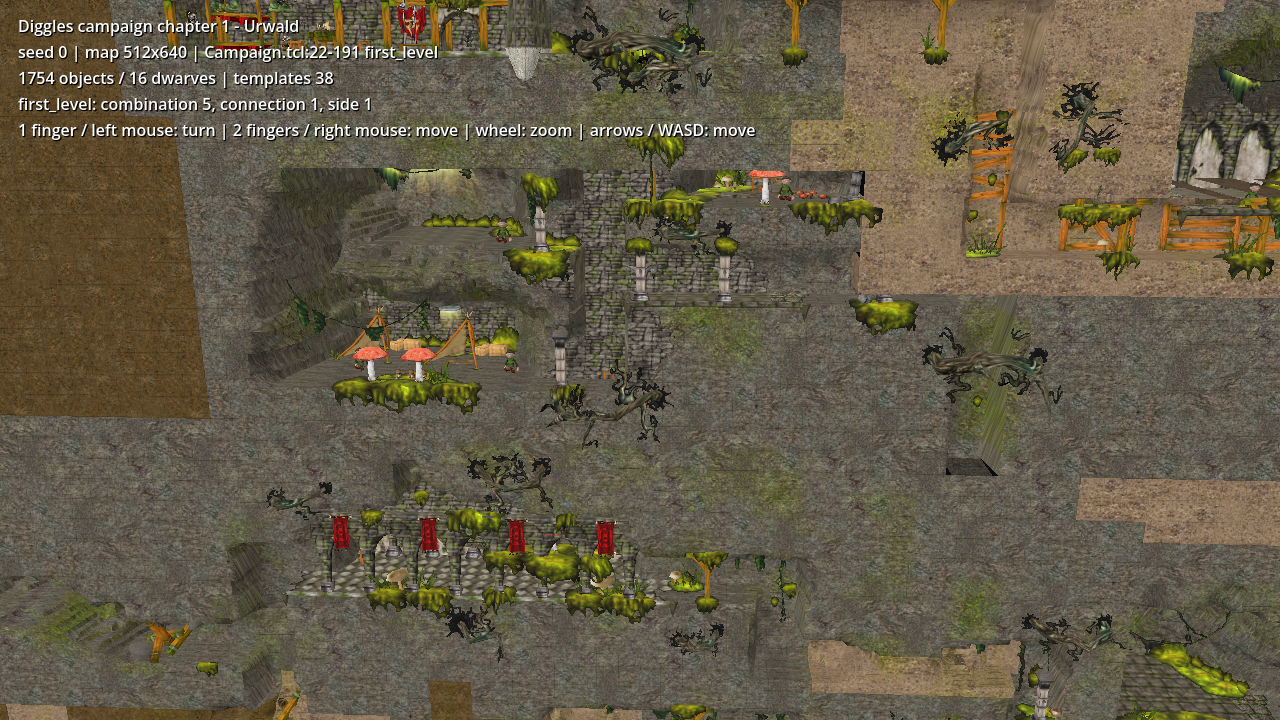 Diggles campaign chapter 1 - Urwald
seed 0 | map 512x640 | Campaign.tcl:22-191 first_level
1754 objects / 16 dwarves | templates 38
first_level: combination 5, connection 1, side 1
1 finger / left mouse: turn | 2 fingers / right mouse: move | wheel: zoom | arrows / WASD: move